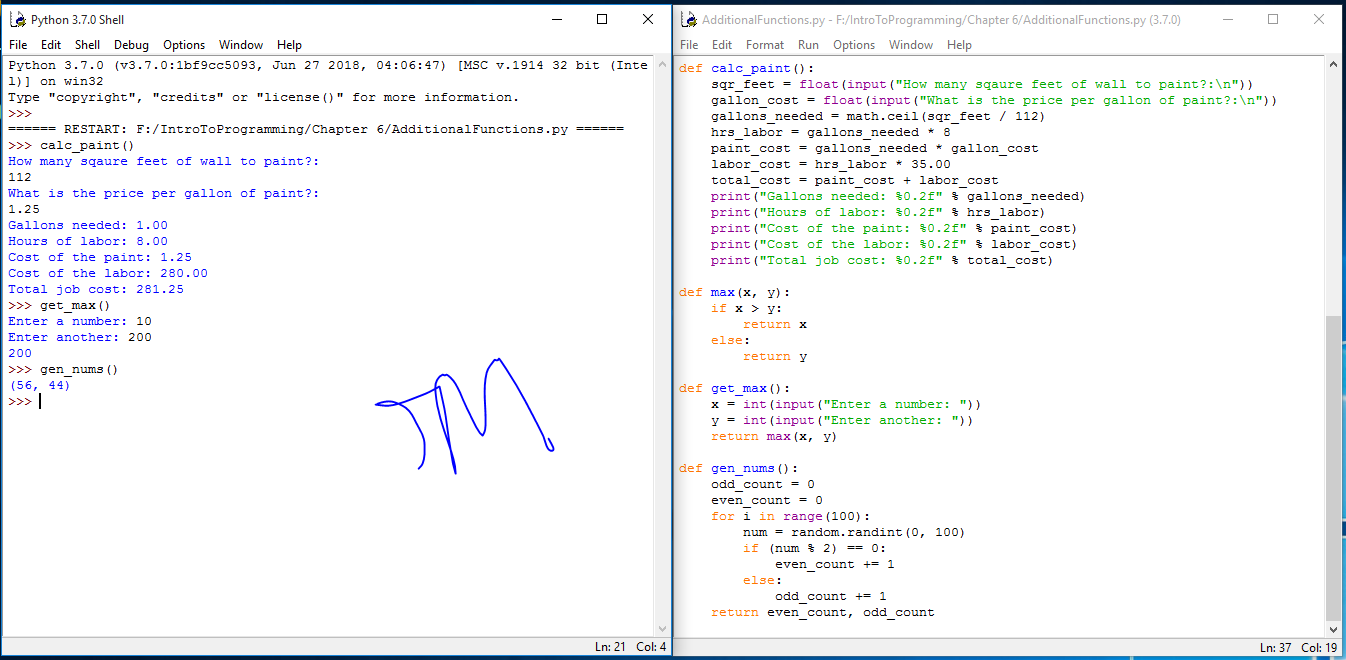 Python 3.7.0 Shell
File Edit Shell Debug Options Window Help
Python 3.7.0 (v3.7.0:1bf9cc5093, Jun 27 2018, 04:06:47) [MSC v.1914 32 bit (Inte
l)] on win32
Type "copyright", "credits" or "license()" for more information.
>>>
====== RESTART: F:/IntroToProgramming/Chapter 6/AdditionalFunctions.py ======
>>> calc_paint()
How many sqaure feet of wall to paint?:
112
What is the price per gallon of paint?:
1.25
Gallons needed: 1.00
Hours of labor: 8.00
Cost of the paint: 1.25
Cost of the labor: 280.00
Total job cost: 281.25
>>> get_max()
Enter a number: 10
Enter another: 200
200
>>> gen_nums()
(56, 44)
>>>
JM
Ln: 21 Col: 4
AdditionalFunctions.py - F:/IntroToProgramming/Chapter 6/AdditionalFunctions.py (3.7.0)
File Edit Format Run Options Window Help
def calc_paint():
    sqr_feet = float(input("How many sqaure feet of wall to paint?:\n"))
    gallon_cost = float(input("What is the price per gallon of paint?:\n"))
    gallons_needed = math.ceil(sqr_feet / 112)
    hrs_labor = gallons_needed * 8
    paint_cost = gallons_needed * gallon_cost
    labor_cost = hrs_labor * 35.00
    total_cost = paint_cost + labor_cost
    print("Gallons needed: %0.2f" % gallons_needed)
    print("Hours of labor: %0.2f" % hrs_labor)
    print("Cost of the paint: %0.2f" % paint_cost)
    print("Cost of the labor: %0.2f" % labor_cost)
    print("Total job cost: %0.2f" % total_cost)
def max(x, y):
    if x > y:
        return x
    else:
        return y
def get_max():
    x = int(input("Enter a number: "))
    y = int(input("Enter another: "))
    return max(x, y)
def gen_nums():
    odd_count = 0
    even_count = 0
    for i in range(100):
        num = random.randint(0, 100)
        if (num % 2) == 0:
            even_count += 1
        else:
            odd_count += 1
    return even_count, odd_count
Ln: 37 Col: 19